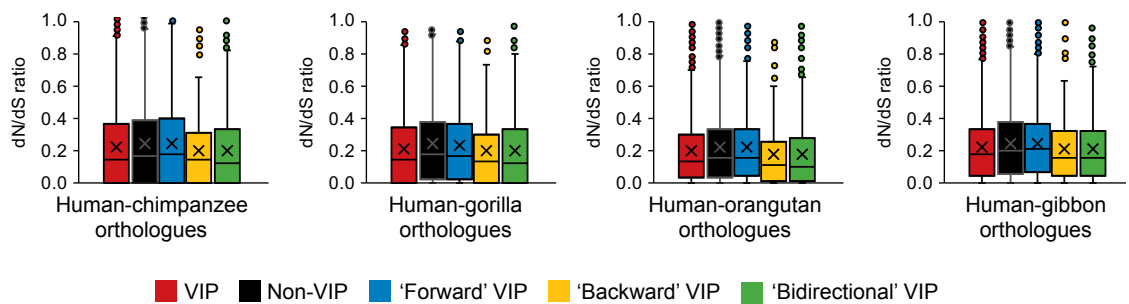 dN/dS ratio
1.0
0.8
0.6
0.4
0.2
0.0
Human-chimpanzee
orthologues
dN/dS ratio
1.0
0.8
0.6
0.4
0.2
0.0
Human-gorilla
orthologues
dN/dS ratio
1.0
0.8
0.6
0.4
0.2
0.0
Human-orangutan
orthologues
dN/dS ratio
1.0
0.8
0.6
0.4
0.2
0.0
Human-gibbon
orthologues
VIP Non-VIP ‘Forward’ VIP ‘Backward’ VIP ‘Bidirectional’ VIP